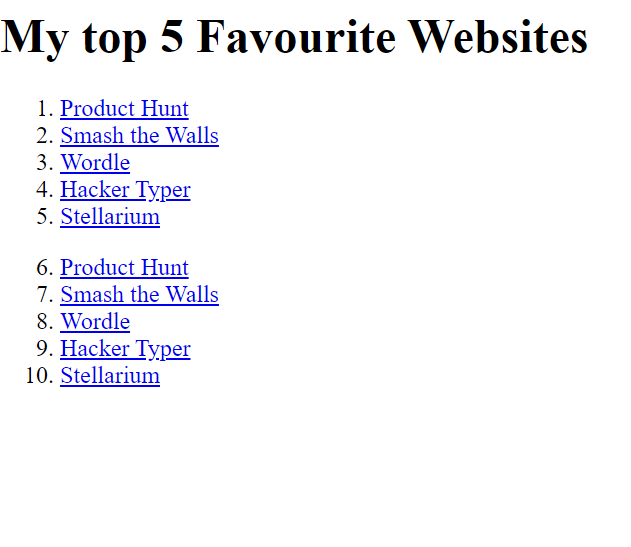 My top 5 Favourite Websites
1. Product Hunt
2. Smash the Walls
3. Wordle
4. Hacker Typer
5. Stellarium
6. Product Hunt
7. Smash the Walls
8. Wordle
9. Hacker Typer
10. Stellarium